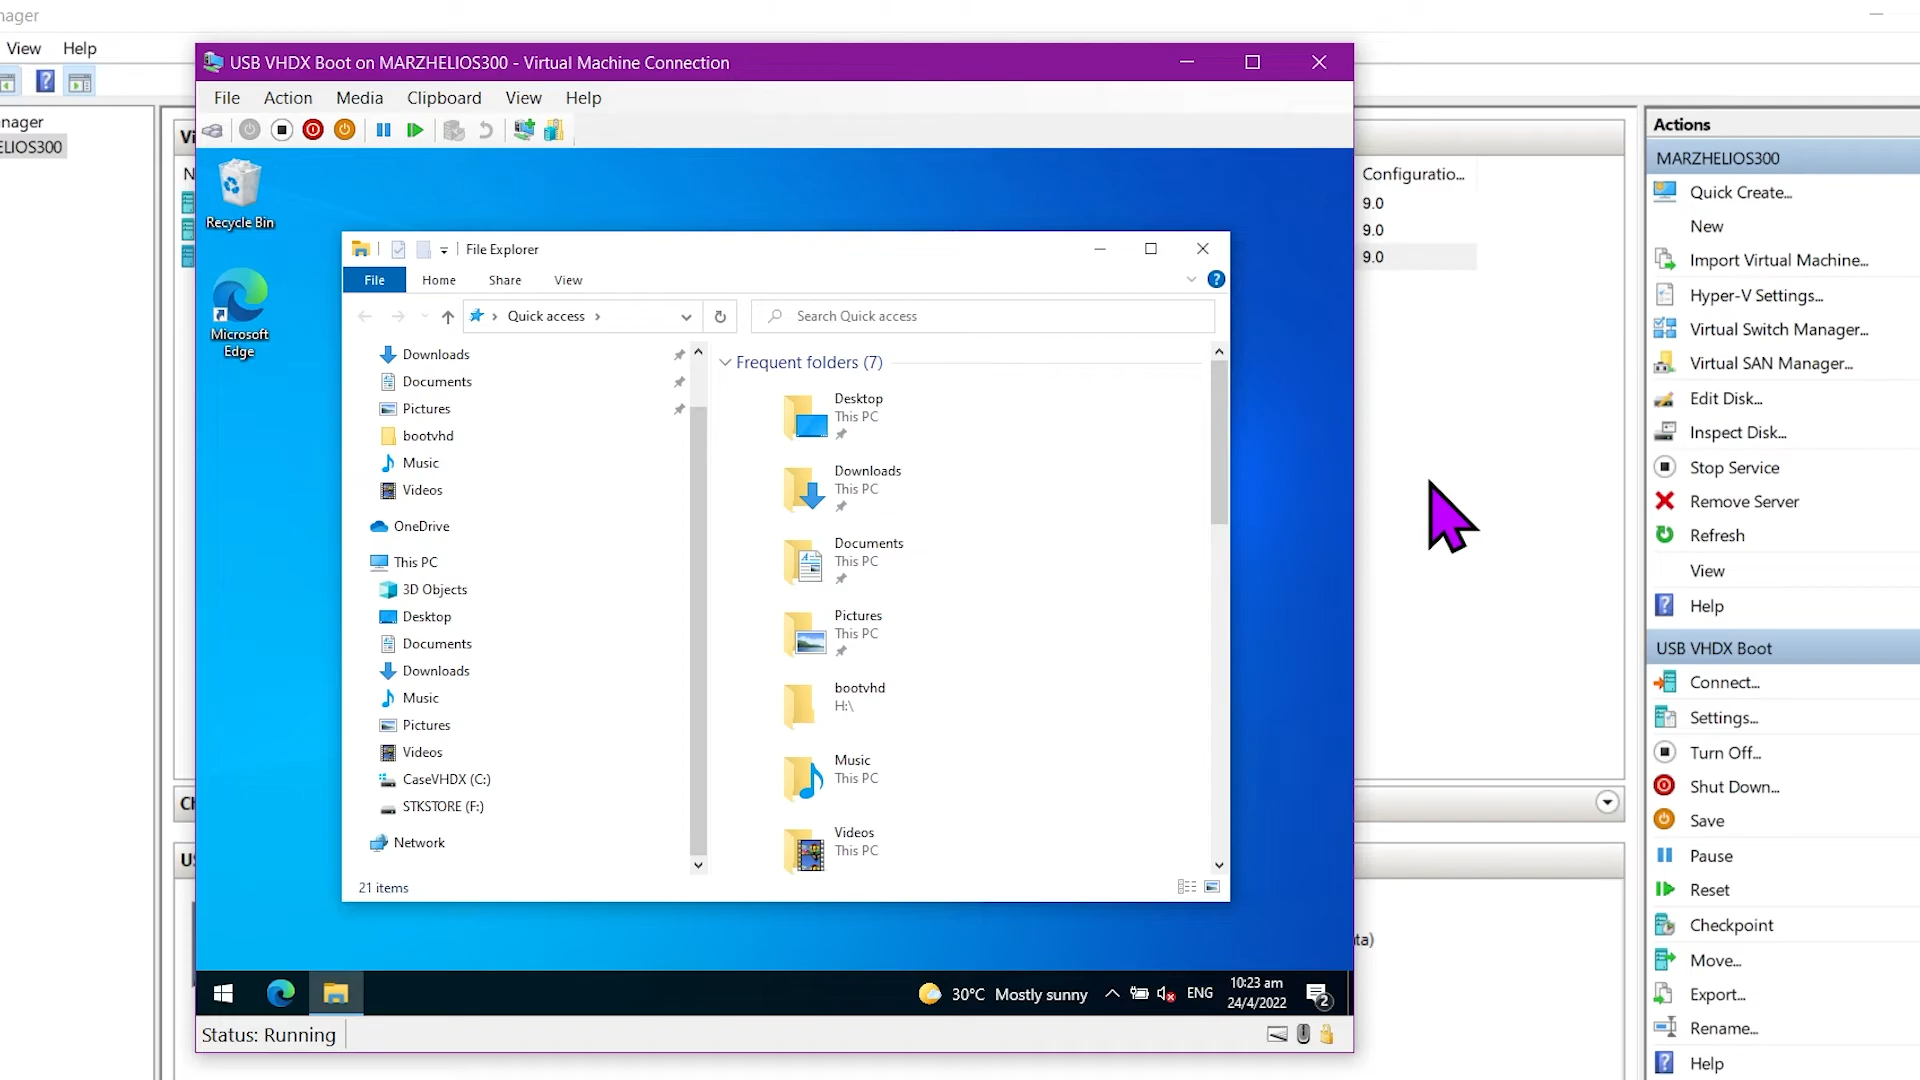 nager
View Help
nager
ELIOS300
USB VHDX Boot on MARZHELIOS300 - Virtual Machine Connection
File Action Media Clipboard View Help
Recycle Bin
Microsoft
Edge
File Explorer
File Home Share View
Quick access
Search Quick access
Downloads
Documents
Pictures
bootvhd
Music
Videos
OneDrive
This PC
3D Objects
Desktop
Documents
Downloads
Music
Pictures
Videos
CaseVHDX (C:)
STKSTORE (F:)
Network
21 items
Frequent folders (7)
Desktop
This PC
Downloads
This PC
Documents
This PC
Pictures
This PC
bootvhd
H:\
Music
This PC
Videos
This PC
30°C Mostly sunny
ENG
10:23 am
24/4/2022
2
Status: Running
Configuratio...
9.0
9.0
9.0
Actions
MARZHELIOS300
Quick Create...
New
Import Virtual Machine...
Hyper-V Settings...
Virtual Switch Manager...
Virtual SAN Manager...
Edit Disk...
Inspect Disk...
Stop Service
Remove Server
Refresh
View
Help
USB VHDX Boot
Connect...
Settings...
Turn Off...
Shut Down...
Save
Pause
Reset
Checkpoint
Move...
Export...
Rename...
Help